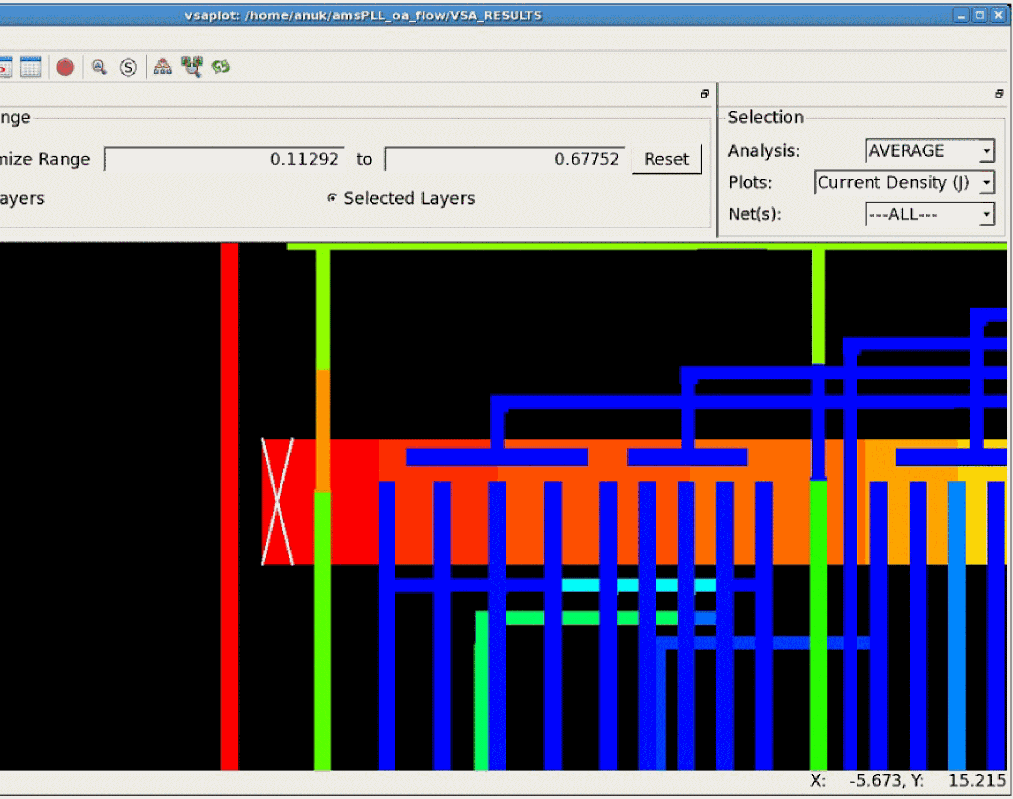 vsaplot: /home/anuk/amsPLL_oa_flow/VSA_RESULTS
S
nge
mize Range 0.11292 to 0.67752 Reset
ayers Selected Layers
Selection
Analysis: AVERAGE
Plots: Current Density (J)
Net(s): ---ALL---
X: -5.673, Y: 15.215